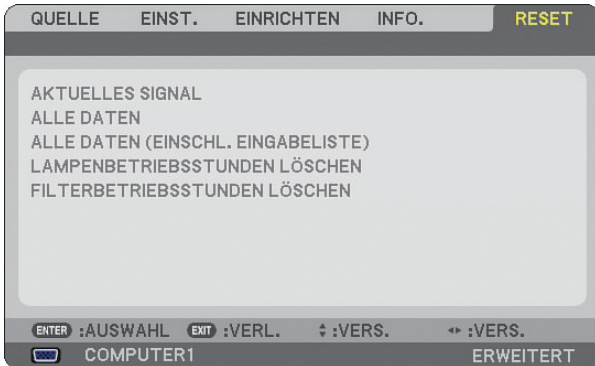 QUELLE EINST. EINRICHTEN INFO. RESET
AKTUELLES SIGNAL
ALLE DATEN
ALLE DATEN (EINSCHL. EINGABELISTE)
LAMPENBETRIEBSSTUNDEN LÖSCHEN
FILTERBETRIEBSSTUNDEN LÖSCHEN
ENTER :AUSWAHL EXIT :VERL. :VERS. :VERS.
COMPUTER1 ERWEITERT